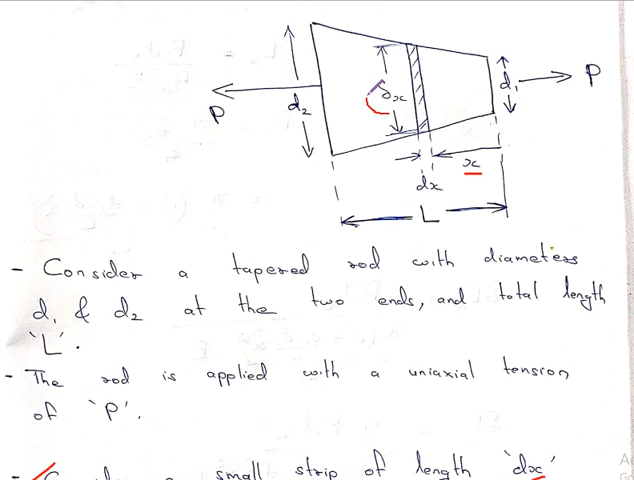 P
d₂
dx
d₁
P
x
dx
L
- Consider a tapered rod with diameters
d₁ & d₂ at the two ends, and total length
'L'.
- The rod is applied with a uniaxial tension
of 'P'.
small strip of length 'dx'